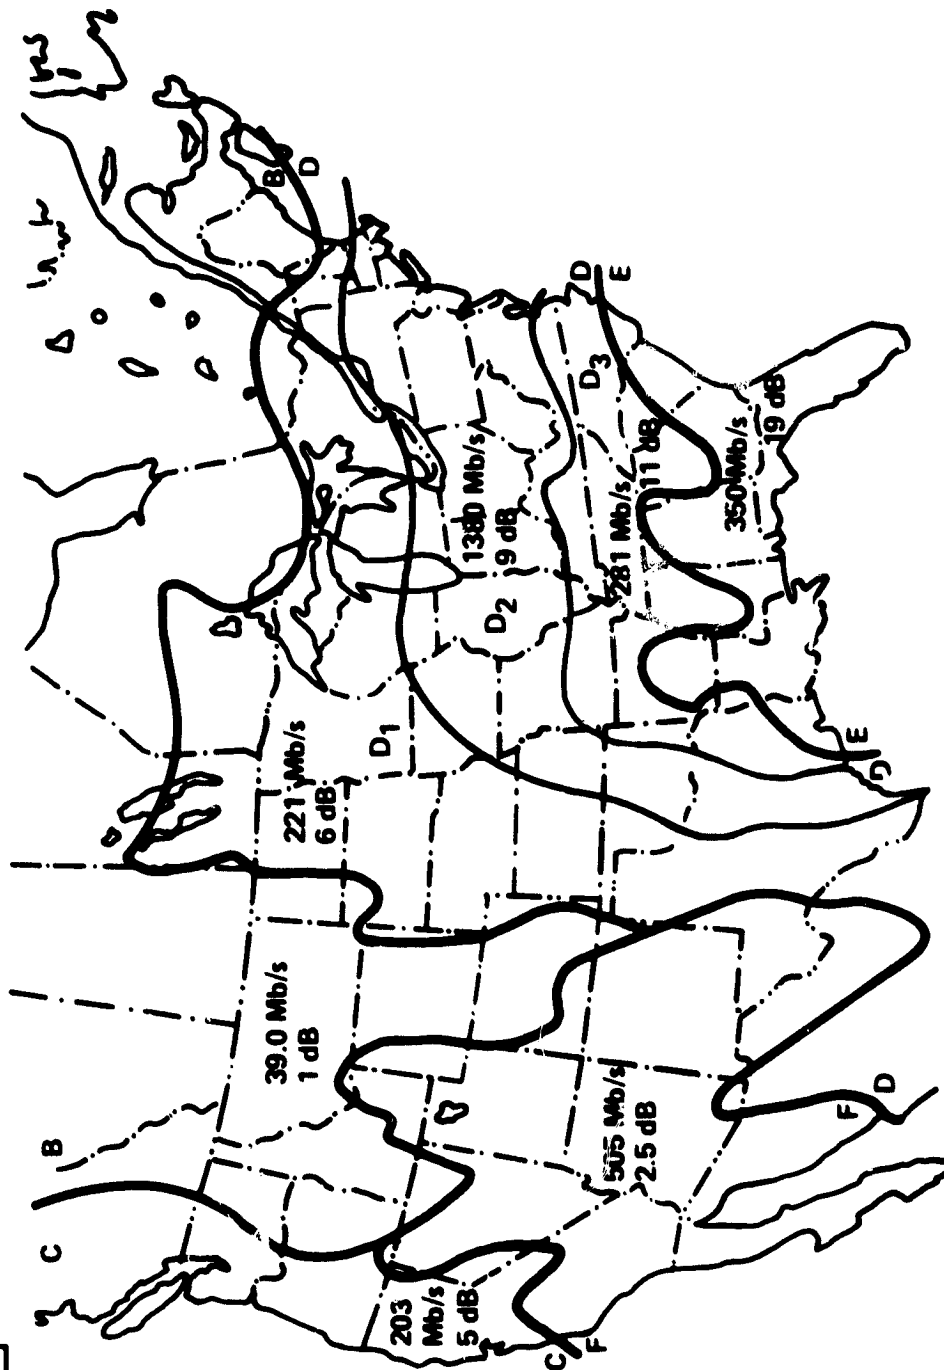 C
B
B
D
39.0 Mb/s
1 dB
221 Mb/s
6 dB
D1
203
Mb/s
5 dB
1380 Mb/s
9 dB
D2
C
F
505 Mb/s
2.5 dB
281 Mb/s
11 dB
D3
D
E
350 Mb/s
19 dB
F
D
D
E